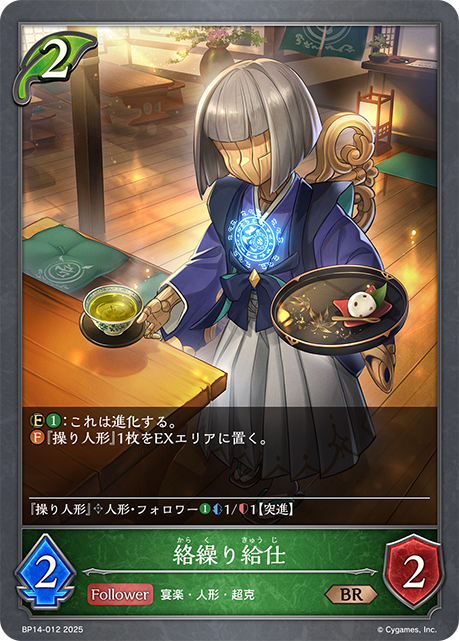 2
E 1：これは進化する。
F『操り人形』1枚をEXエリアに置く。
『操り人形』 人形・フォロワー 1 1/ 1【突進】
からく きゅうじ
絡繰り給仕
2
Follower 宴楽・人形・超克 BR
2
BP14-012 2025 © Cygames, Inc.